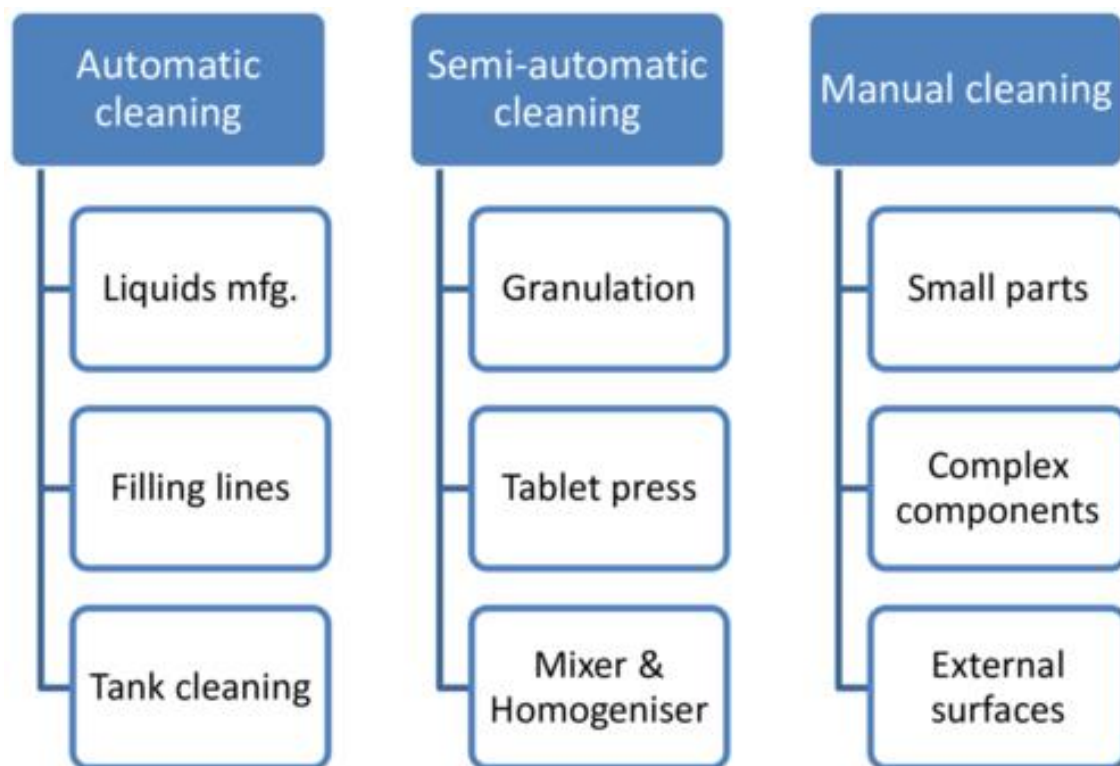 Automatic
cleaning
Liquids mfg.
Filling lines
Tank cleaning
Semi-automatic
cleaning
Granulation
Tablet press
Mixer &
Homogeniser
Manual cleaning
Small parts
Complex
components
External
surfaces